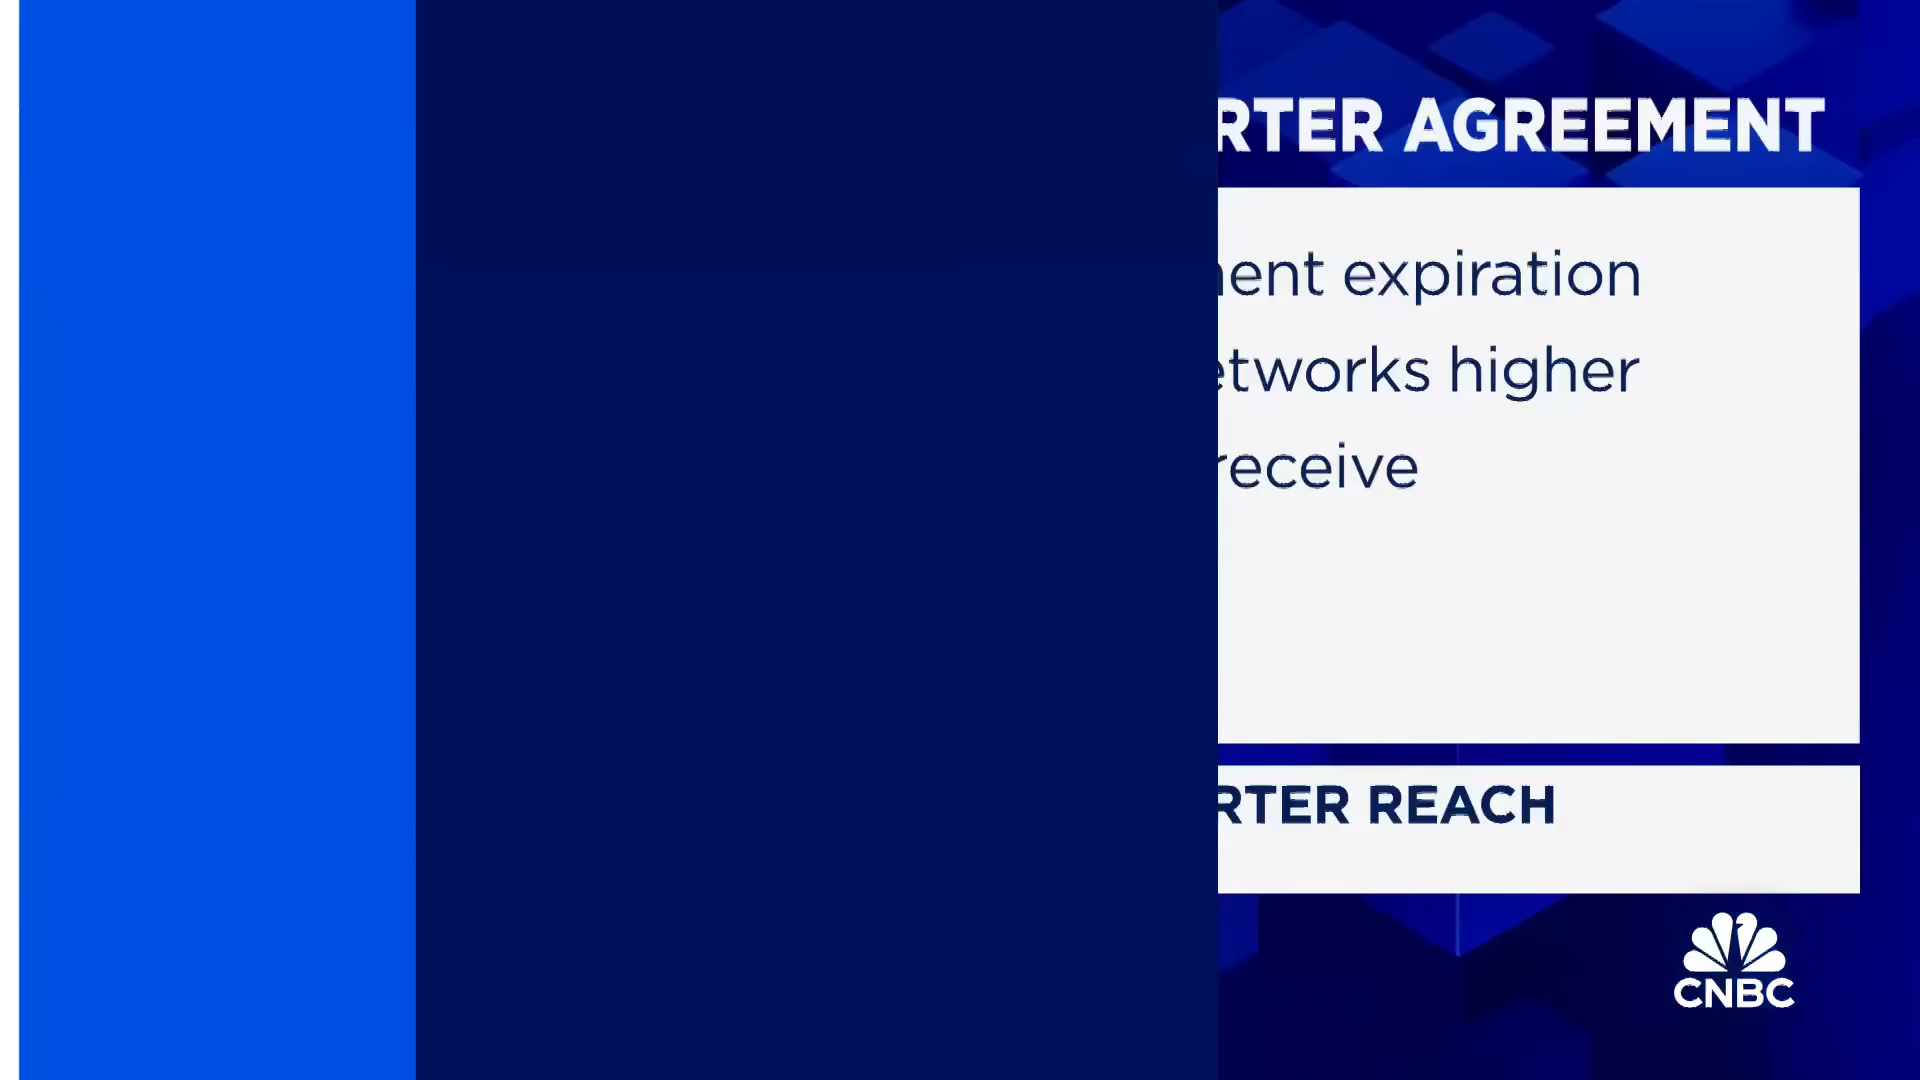 RTER AGREEMENT
ent expiration
tworks higher
receive
RTER REACH
CNBC